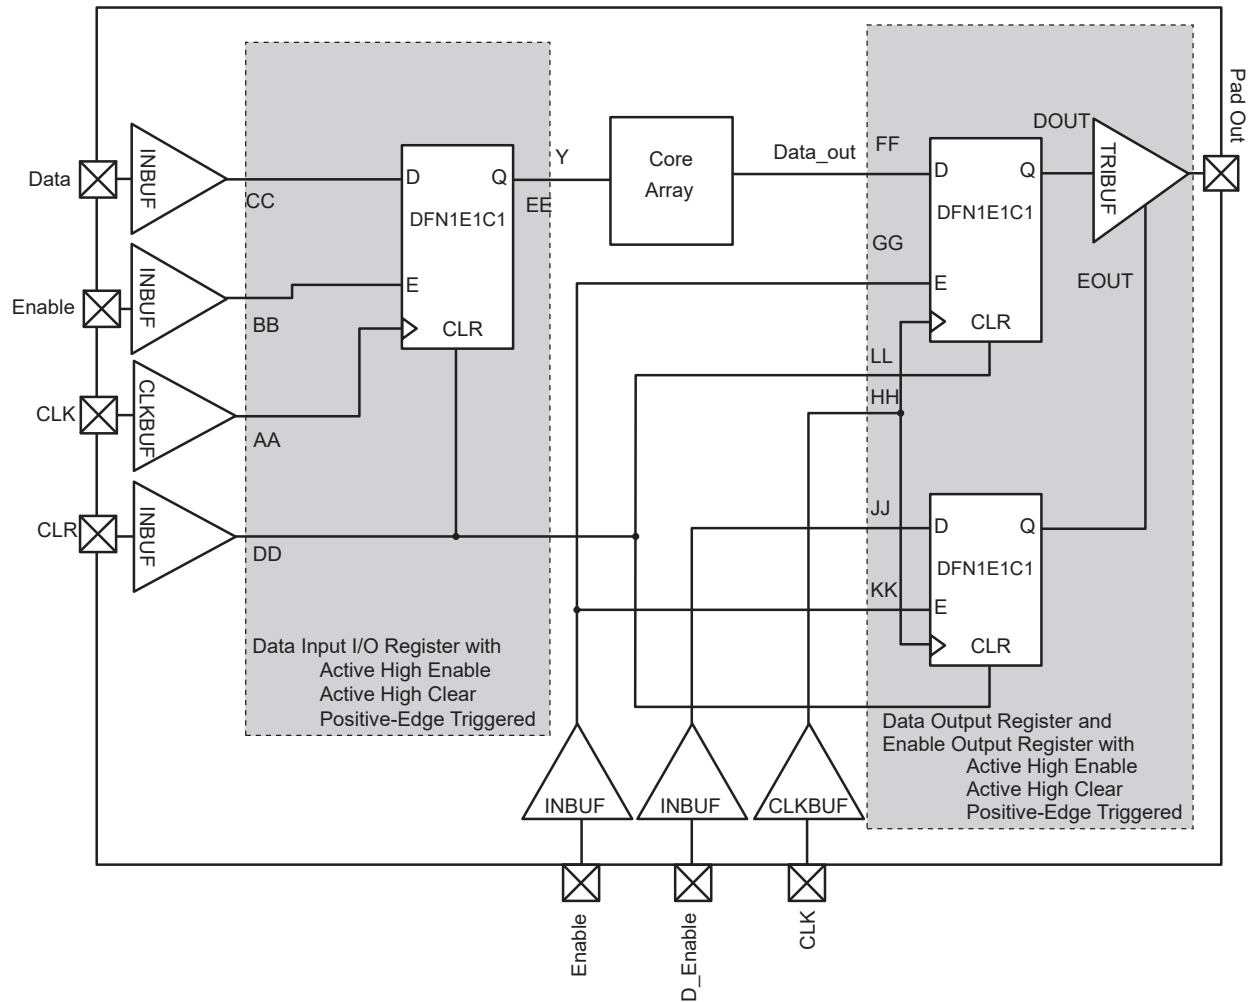 Data
INBUF
CC
Enable
INBUF
BB
CLK
CLKBUF
AA
CLR
INBUF
DD
D
Q
DFN1E1C1
E
CLR
Y
EE
Core
Array
Data_out
FF
GG
D
Q
DFN1E1C1
E
CLR
DOUT
TRIBUF
EOUT
Pad Out
LL
HH
JJ
KK
D
Q
DFN1E1C1
E
CLR
Data Input I/O Register with
Active High Enable
Active High Clear
Positive-Edge Triggered
Data Output Register and
Enable Output Register with
Active High Enable
Active High Clear
Positive-Edge Triggered
INBUF
INBUF
CLKBUF
Enable
D_Enable
CLK